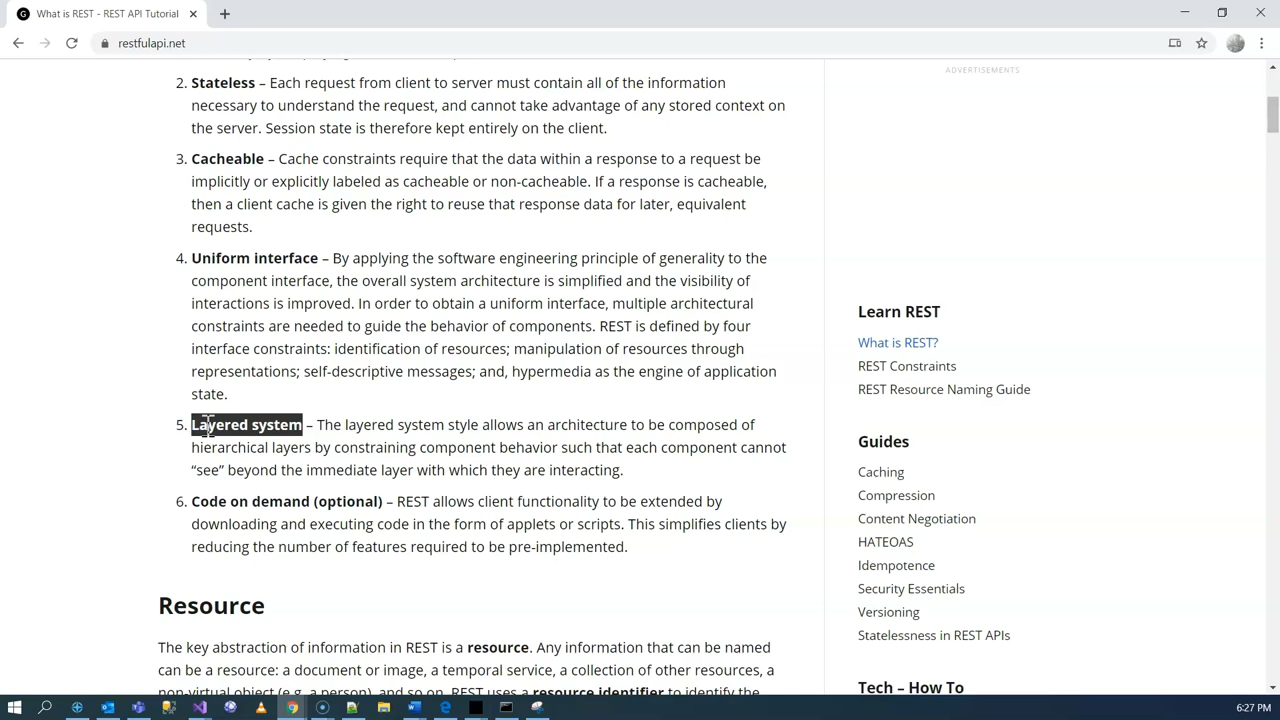 What is REST - REST API Tutorial
restfulapi.net
2. Stateless – Each request from client to server must contain all of the information
necessary to understand the request, and cannot take advantage of any stored context on
the server. Session state is therefore kept entirely on the client.
3. Cacheable – Cache constraints require that the data within a response to a request be
implicitly or explicitly labeled as cacheable or non-cacheable. If a response is cacheable,
then a client cache is given the right to reuse that response data for later, equivalent
requests.
4. Uniform interface – By applying the software engineering principle of generality to the
component interface, the overall system architecture is simplified and the visibility of
interactions is improved. In order to obtain a uniform interface, multiple architectural
constraints are needed to guide the behavior of components. REST is defined by four
interface constraints: identification of resources; manipulation of resources through
representations; self-descriptive messages; and, hypermedia as the engine of application
state.
5. Layered system – The layered system style allows an architecture to be composed of
hierarchical layers by constraining component behavior such that each component cannot
“see” beyond the immediate layer with which they are interacting.
6. Code on demand (optional) – REST allows client functionality to be extended by
downloading and executing code in the form of applets or scripts. This simplifies clients by
reducing the number of features required to be pre-implemented.
Resource
The key abstraction of information in REST is a resource. Any information that can be named
can be a resource: a document or image, a temporal service, a collection of other resources, a
non-virtual object (e.g. a person), and so on. REST uses a resource identifier to identify the
ADVERTISEMENTS
Learn REST
What is REST?
REST Constraints
REST Resource Naming Guide
Guides
Caching
Compression
Content Negotiation
HATEOAS
Idempotence
Security Essentials
Versioning
Statelessness in REST APIs
Tech – How To
6:27 PM